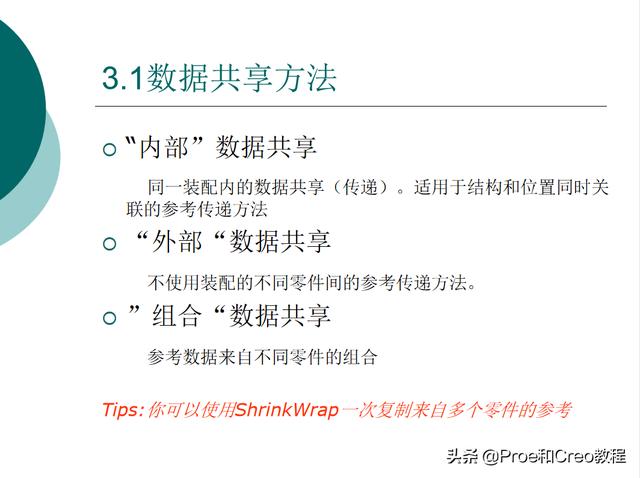 3.1数据共享方法
“内部”数据共享
同一装配内的数据共享（传递）。适用于结构和位置同时关
联的参考传递方法
“外部“数据共享
不使用装配的不同零件间的参考传递方法。
”组合“数据共享
参考数据来自不同零件的组合
Tips:你可以使用ShrinkWrap一次复制来自多个零件的参考
头条 @Proe和Creo教程